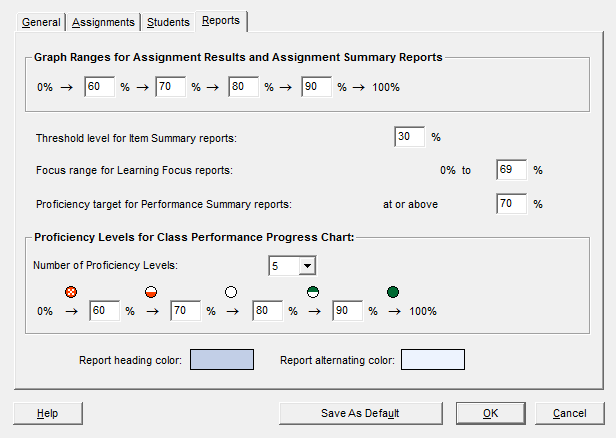 General Assignments Students Reports
Graph Ranges for Assignment Results and Assignment Summary Reports
0% → 60 % → 70 % → 80 % → 90 % → 100%
Threshold level for Item Summary reports: 30 %
Focus range for Learning Focus reports: 0% to 69 %
Proficiency target for Performance Summary reports: at or above 70 %
Proficiency Levels for Class Performance Progress Chart:
Number of Proficiency Levels: 5
0% → 60 % → 70 % → 80 % → 90 % → 100%
Report heading color: Report alternating color:
Help Save As Default OK Cancel